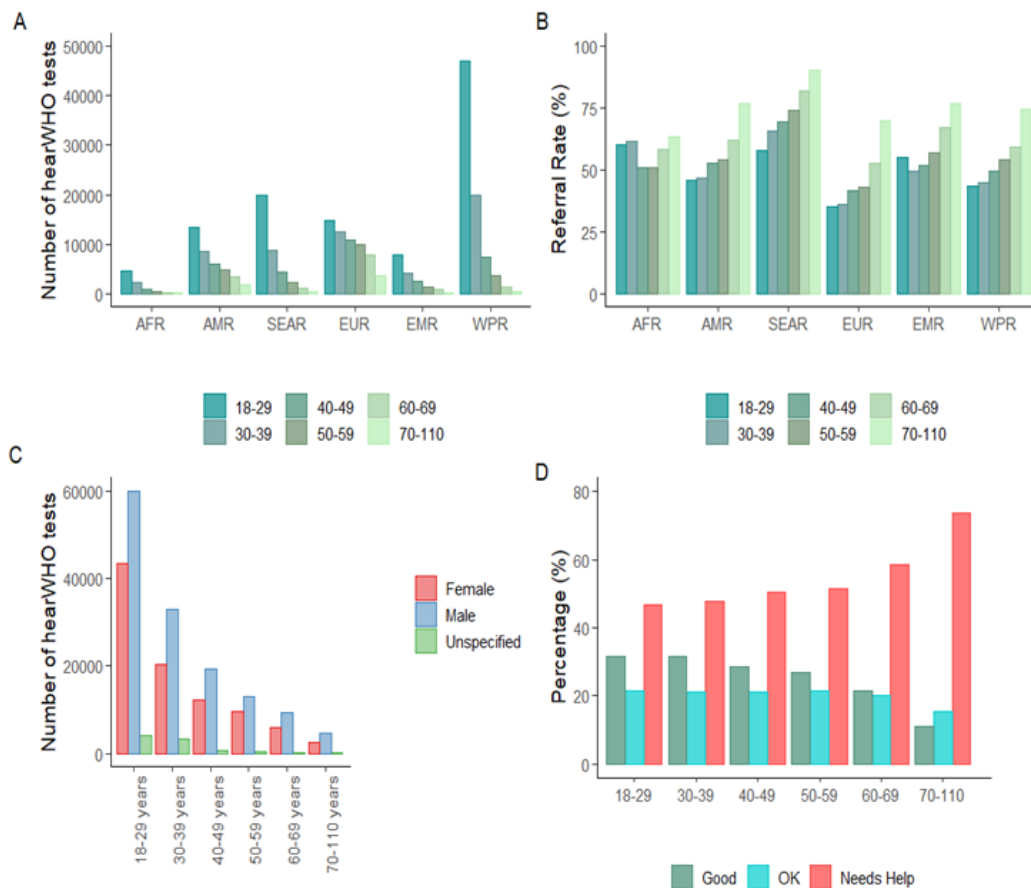 A
Number of hearWHO tests
50000
40000
30000
20000
10000
0
AFR AMR SEAR EUR EMR WPR
18-29 40-49 60-69
30-39 50-59 70-110
B
Referral Rate (%)
100
75
50
25
0
AFR AMR SEAR EUR EMR WPR
18-29 40-49 60-69
30-39 50-59 70-110
C
Number of hearWHO tests
60000
40000
20000
0
18-29 years
30-39 years
40-49 years
50-59 years
60-69 years
70-110 years
Female
Male
Unspecified
D
Percentage (%)
80
60
40
20
0
18-29 30-39 40-49 50-59 60-69 70-110
Good OK Needs Help